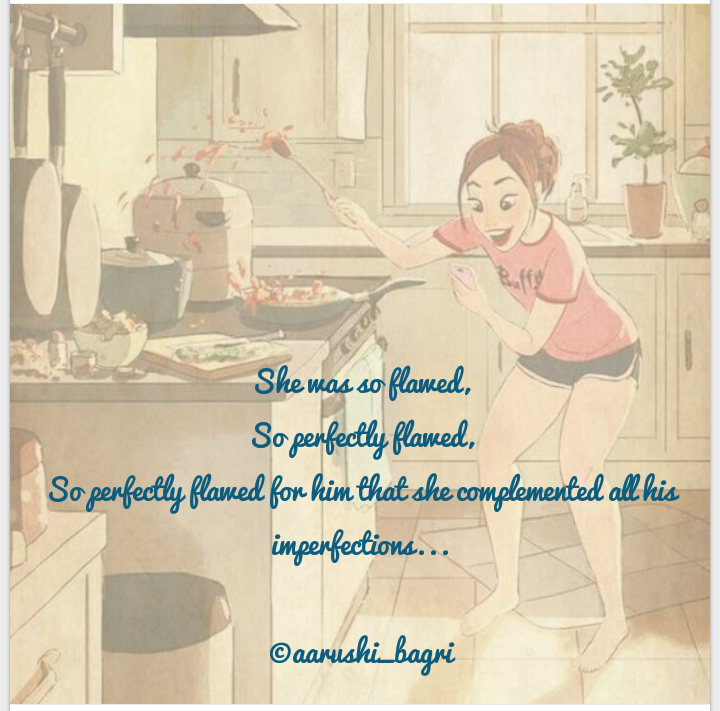 Buffy
She was so flawed,
So perfectly flawed,
So perfectly flawed for him that she complemented all his
imperfections...
©aarushi_bagri